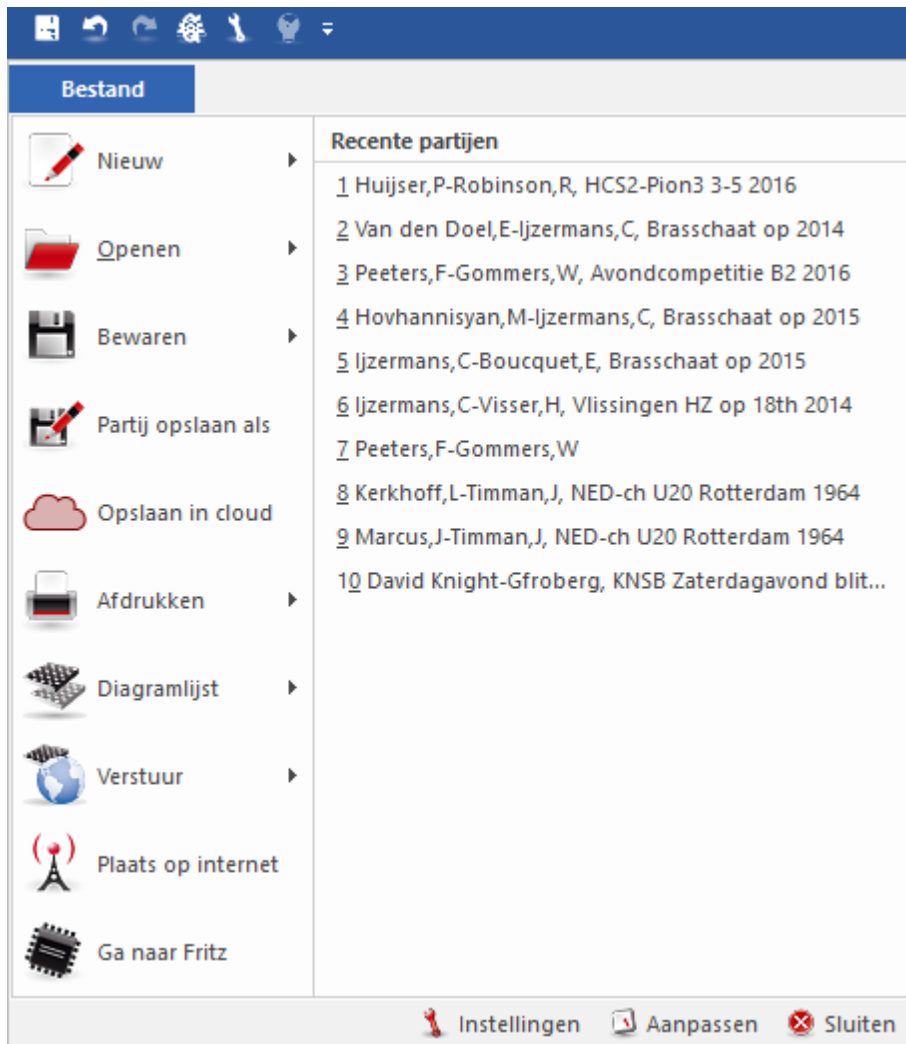 Bestand
Nieuw
Openen
Bewaren
Partij opslaan als
Opslaan in cloud
Afdrukken
Diagramlijst
Verstuur
Plaats op internet
Ga naar Fritz
Recente partijen
1 Huijser,P-Robinson,R, HCS2-Pion3 3-5 2016
2 Van den Doel,E-Ijzermans,C, Brasschaat op 2014
3 Peeters,F-Gommers,W, Avondcompetitie B2 2016
4 Hovhannisyan,M-Ijzermans,C, Brasschaat op 2015
5 Ijzermans,C-Boucquet,E, Brasschaat op 2015
6 Ijzermans,C-Visser,H, Vlissingen HZ op 18th 2014
7 Peeters,F-Gommers,W
8 Kerkhoff,L-Timman,J, NED-ch U20 Rotterdam 1964
9 Marcus,J-Timman,J, NED-ch U20 Rotterdam 1964
10 David Knight-Gfroberg, KNSB Zaterdagavond blit...
Instellingen Aanpassen Sluiten